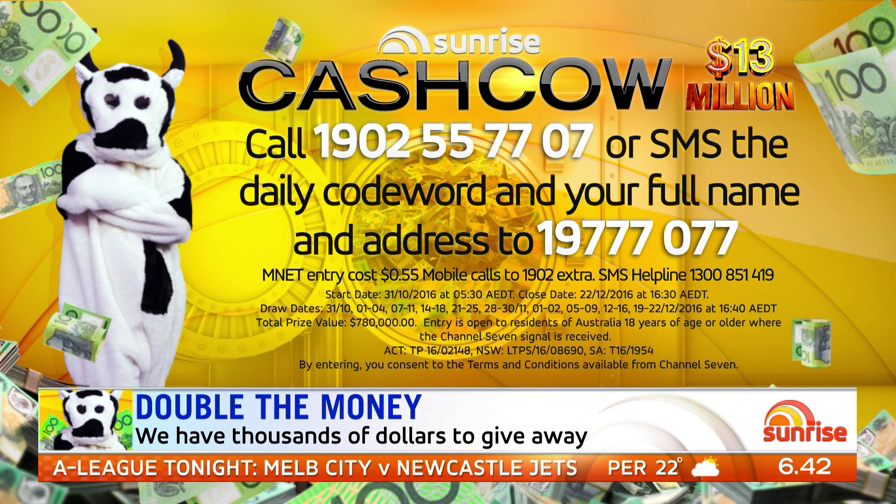 sunrise
CASHCOW
$13
MILLION
Call 1902 55 77 07 or SMS the
daily codeword and your full name
and address to 19777 077
MNET entry cost $0.55 Mobile calls to 1902 extra. SMS Helpline 1300 851 419
Start Date: 31/10/2016 at 05:30 AEDT. Close Date: 22/12/2016 at 16:30 AEDT.
Draw Dates: 31/10, 01-04, 07-11, 14-18, 21-25, 28-30/11, 01-02, 05-09, 12-16, 19-22/12/2016 at 16:40 AEDT
Total Prize Value: $780,000.00. Entry is open to residents of Australia 18 years of age or older where
the Channel Seven signal is received.
ACT: TP 16/02148, NSW: LTPS/16/08690, SA: T16/1954
By entering, you consent to the Terms and Conditions available from Channel Seven.
DOUBLE THE MONEY
We have thousands of dollars to give away
sunrise
A-LEAGUE TONIGHT: MELB CITY v NEWCASTLE JETS PER 22° 6.42
100
100
100
100